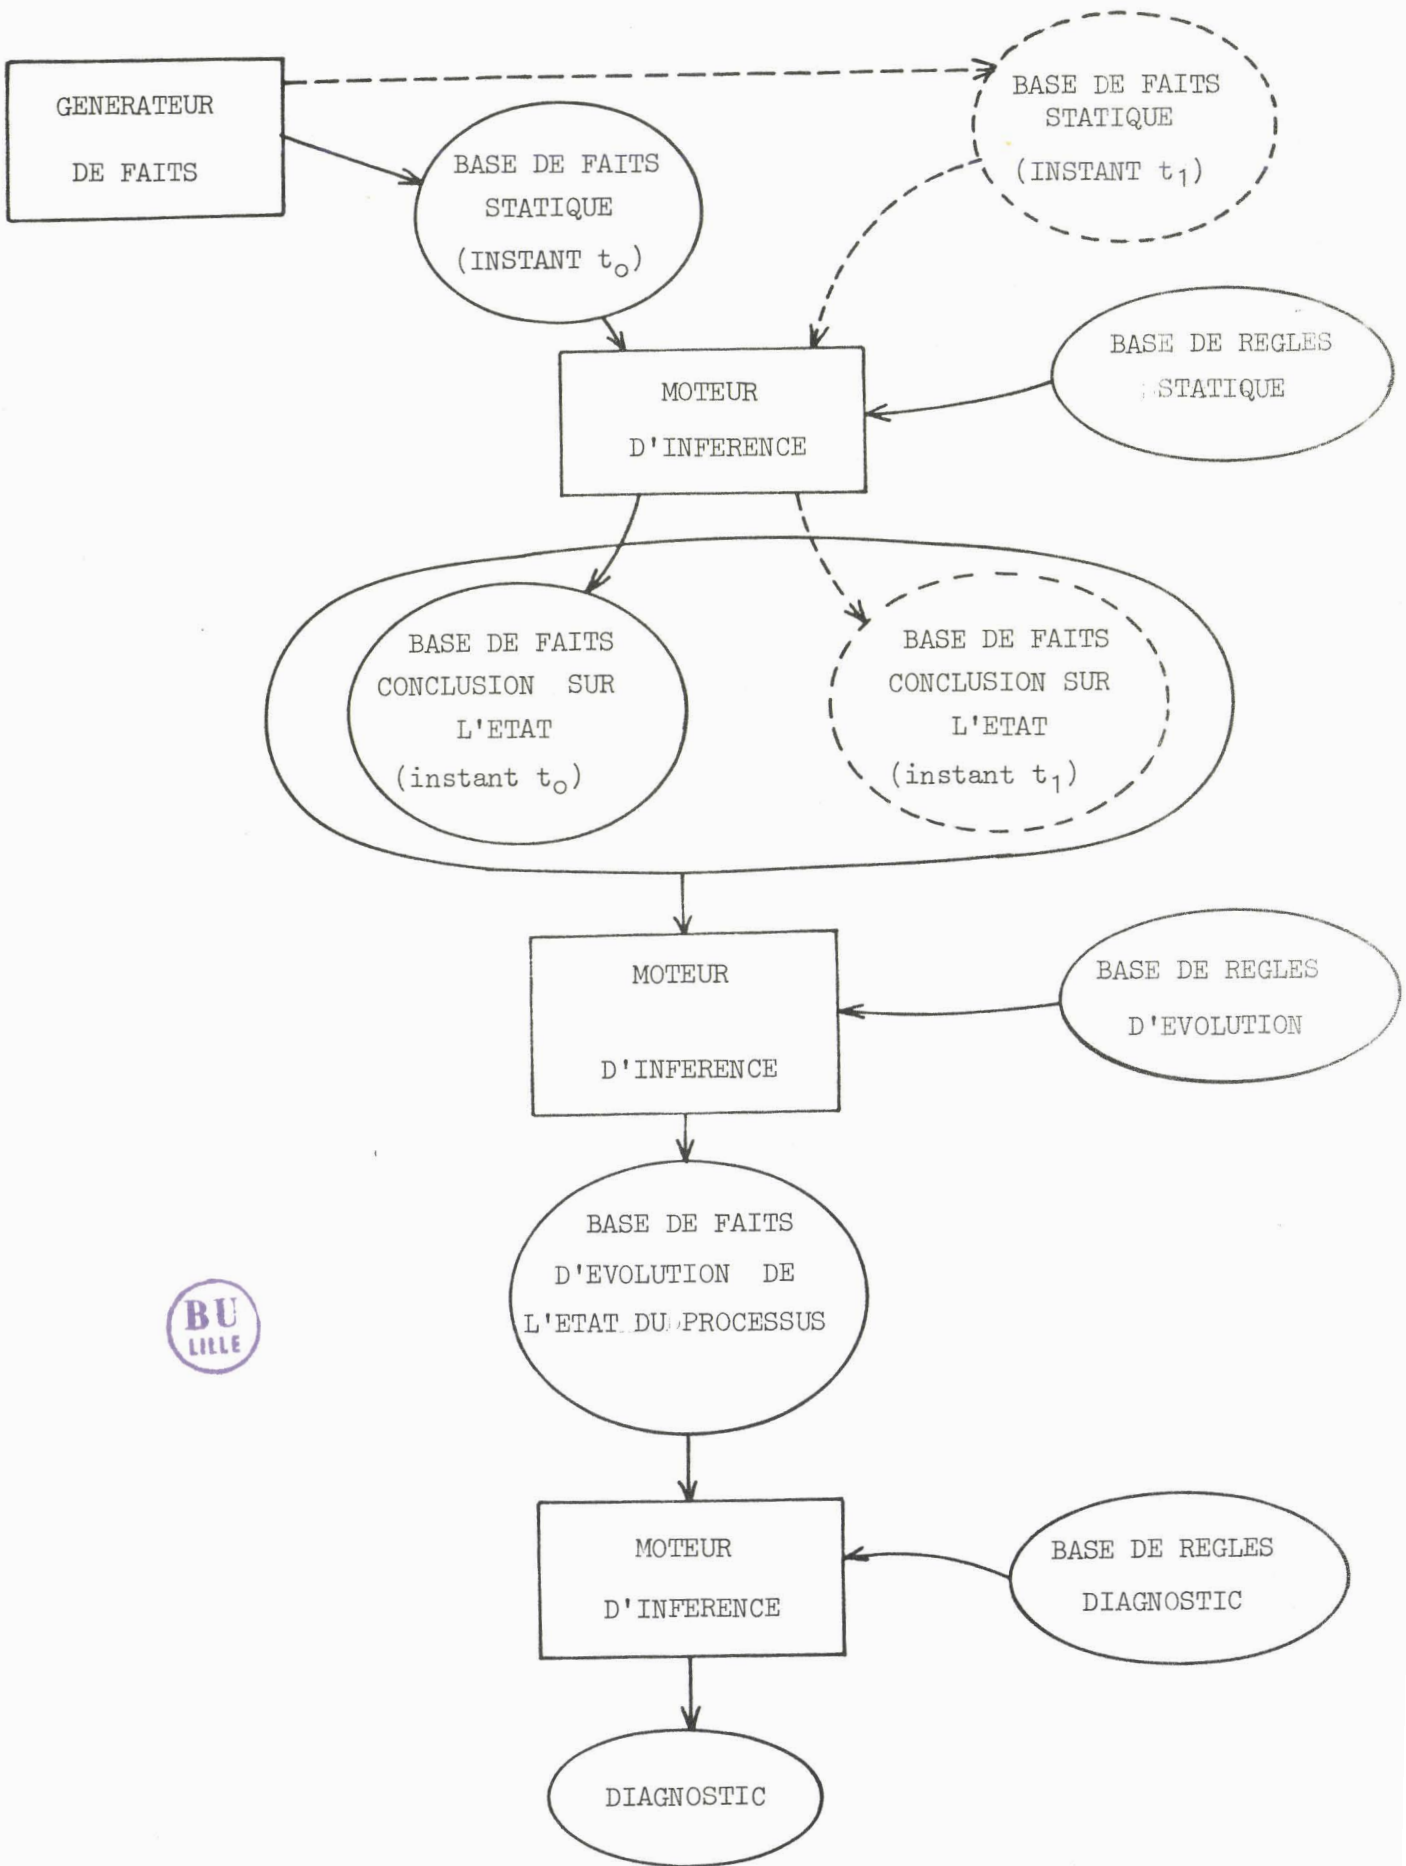 GENERATEUR
DE FAITS
BASE DE FAITS
STATIQUE
(INSTANT t₁)
BASE DE FAITS
STATIQUE
(INSTANT t₀)
BASE DE REGLES
STATIQUE
MOTEUR
D'INFERENCE
BASE DE FAITS
CONCLUSION SUR
L'ETAT
(instant t₀)
BASE DE FAITS
CONCLUSION SUR
L'ETAT
(instant t₁)
MOTEUR
D'INFERENCE
BASE DE REGLES
D'EVOLUTION
BASE DE FAITS
D'EVOLUTION DE
L'ETAT DU PROCESSUS
BU
LILLE
MOTEUR
D'INFERENCE
BASE DE REGLES
DIAGNOSTIC
DIAGNOSTIC